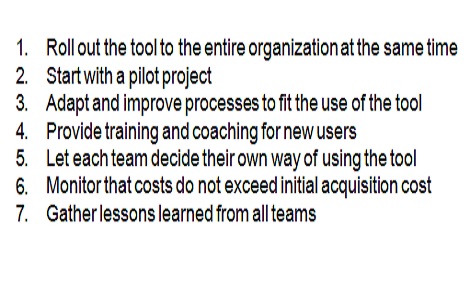 1. Roll out the tool to the entire organization at the same time
2. Start with a pilot project
3. Adapt and improve processes to fit the use of the tool
4. Provide training and coaching for new users
5. Let each team decide their own way of using the tool
6. Monitor that costs do not exceed initial acquisition cost
7. Gather lessons learned from all teams